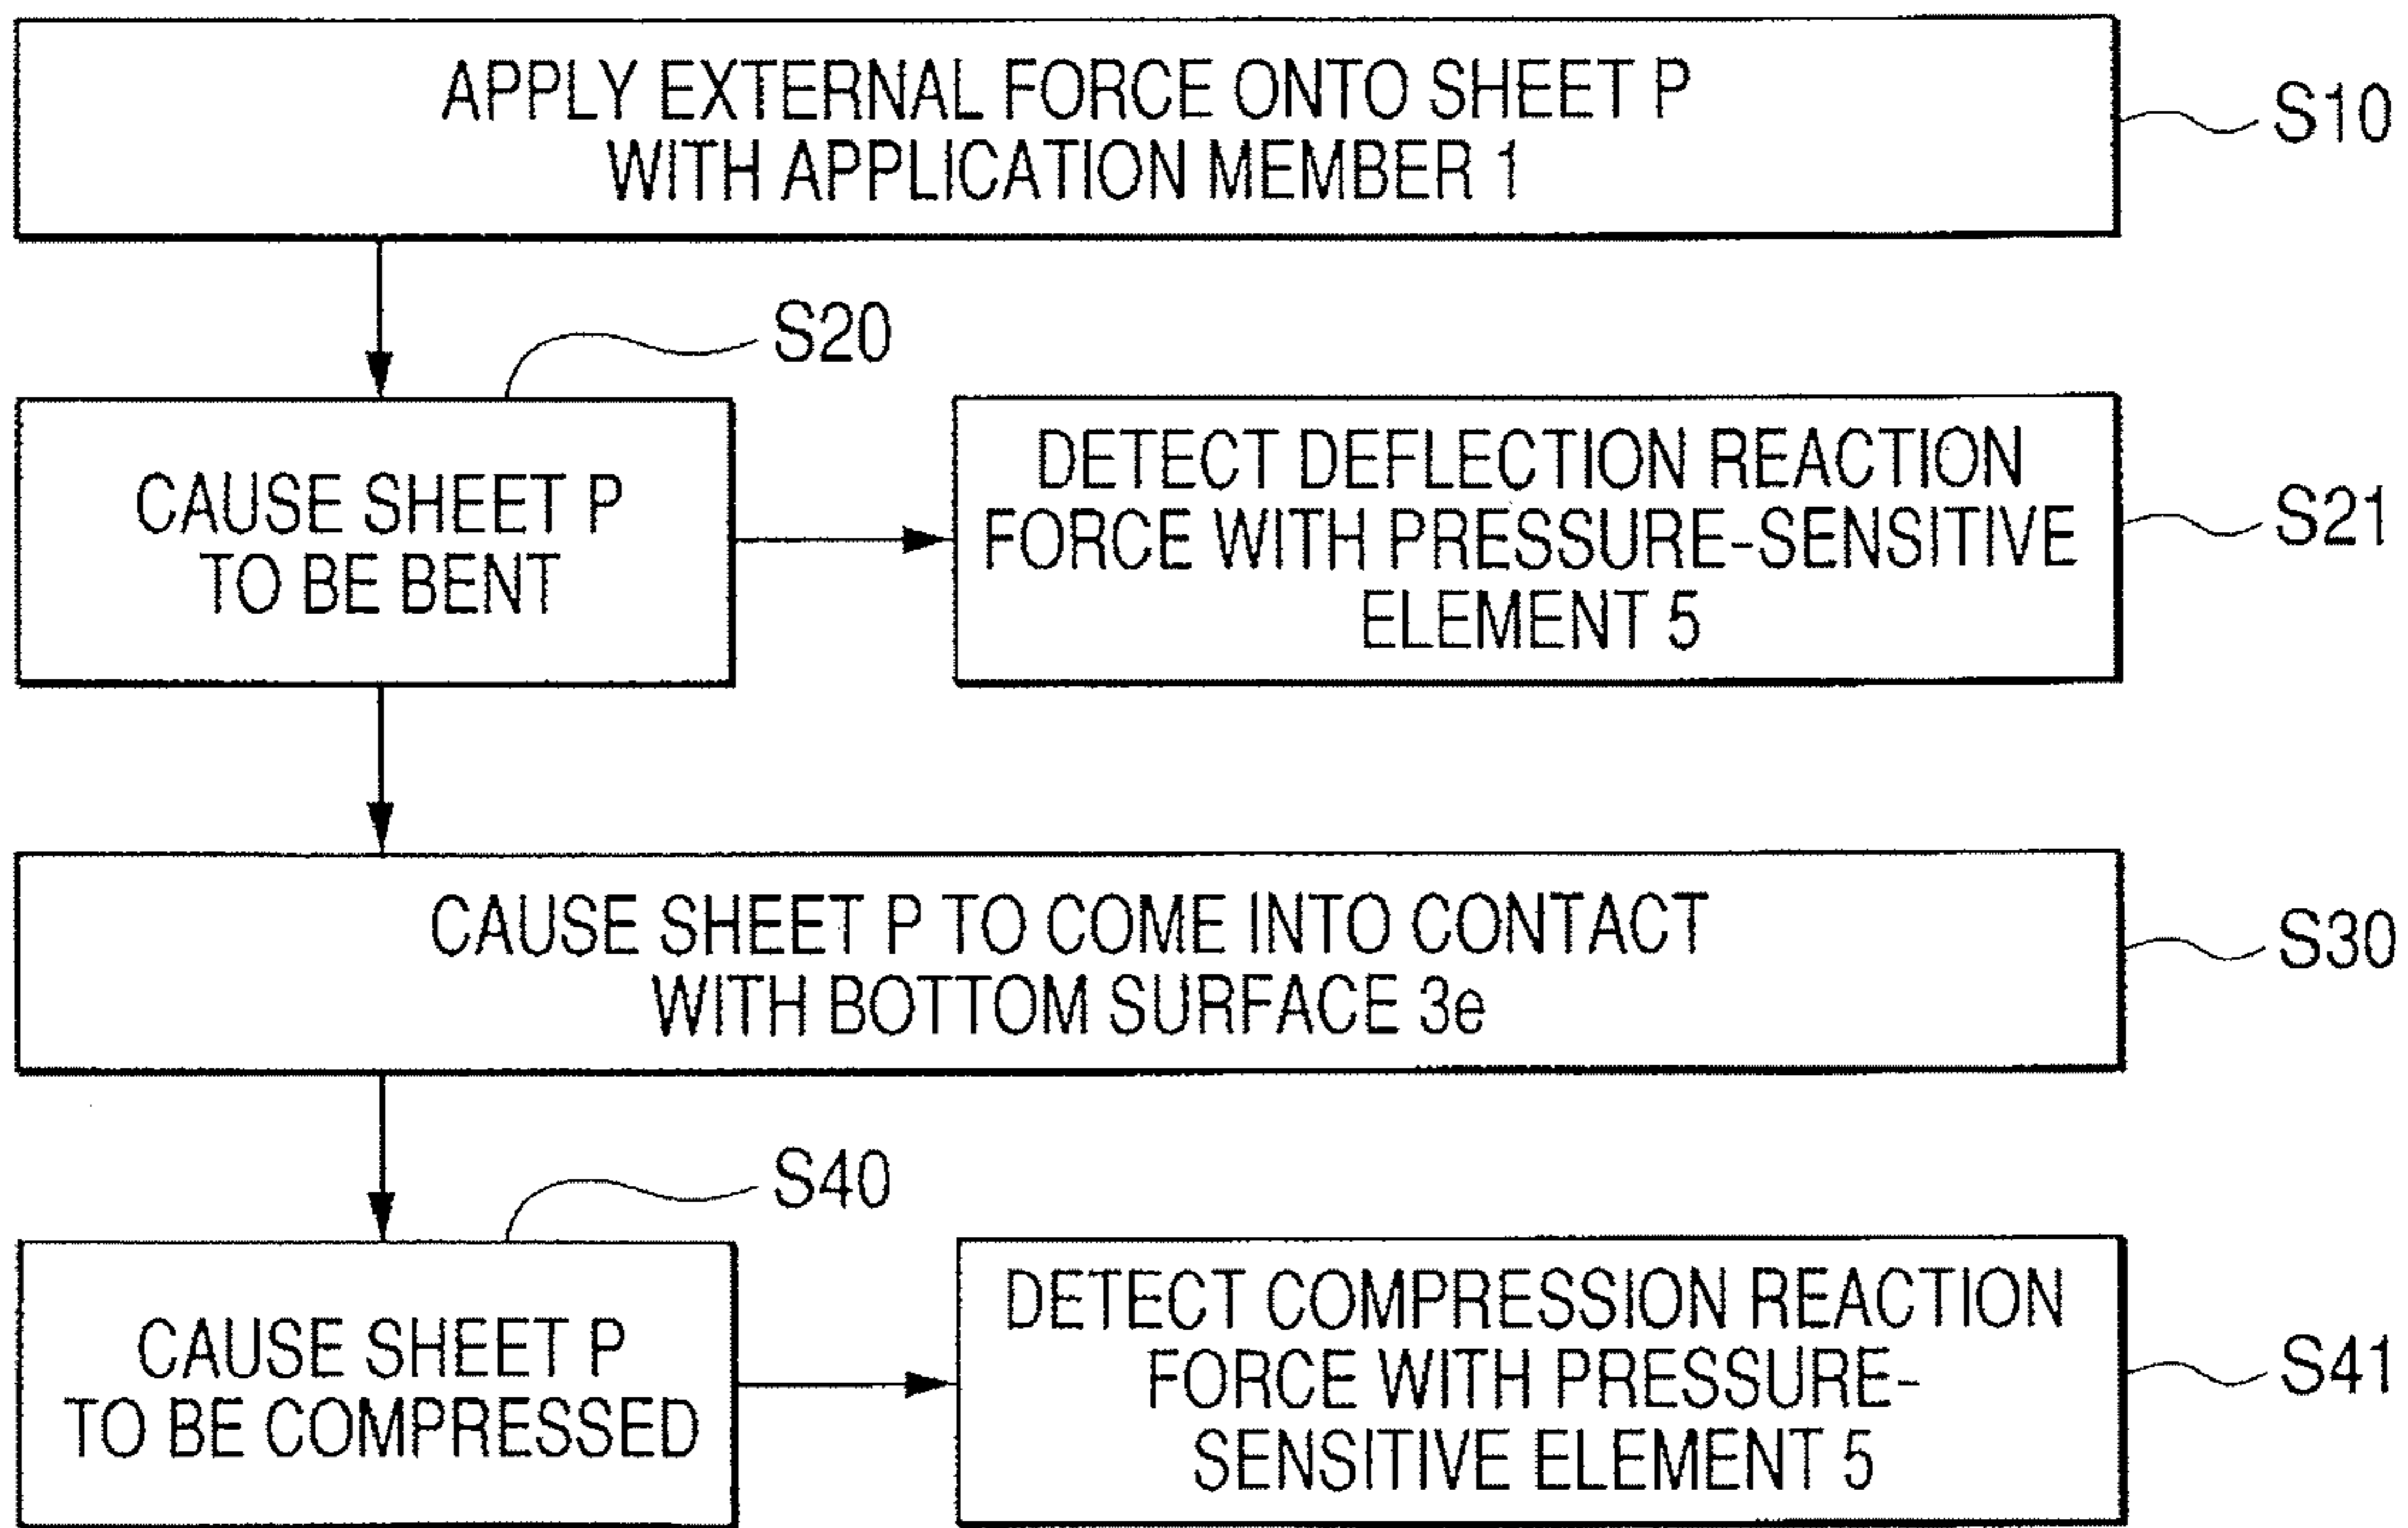 APPLY EXTERNAL FORCE ONTO SHEET P
WITH APPLICATION MEMBER 1
S10
S20
CAUSE SHEET P
TO BE BENT
DETECT DEFLECTION REACTION
FORCE WITH PRESSURE-SENSITIVE
ELEMENT 5
S21
CAUSE SHEET P TO COME INTO CONTACT
WITH BOTTOM SURFACE 3e
S30
S40
CAUSE SHEET P
TO BE COMPRESSED
DETECT COMPRESSION REACTION
FORCE WITH PRESSURE-
SENSITIVE ELEMENT 5
S41